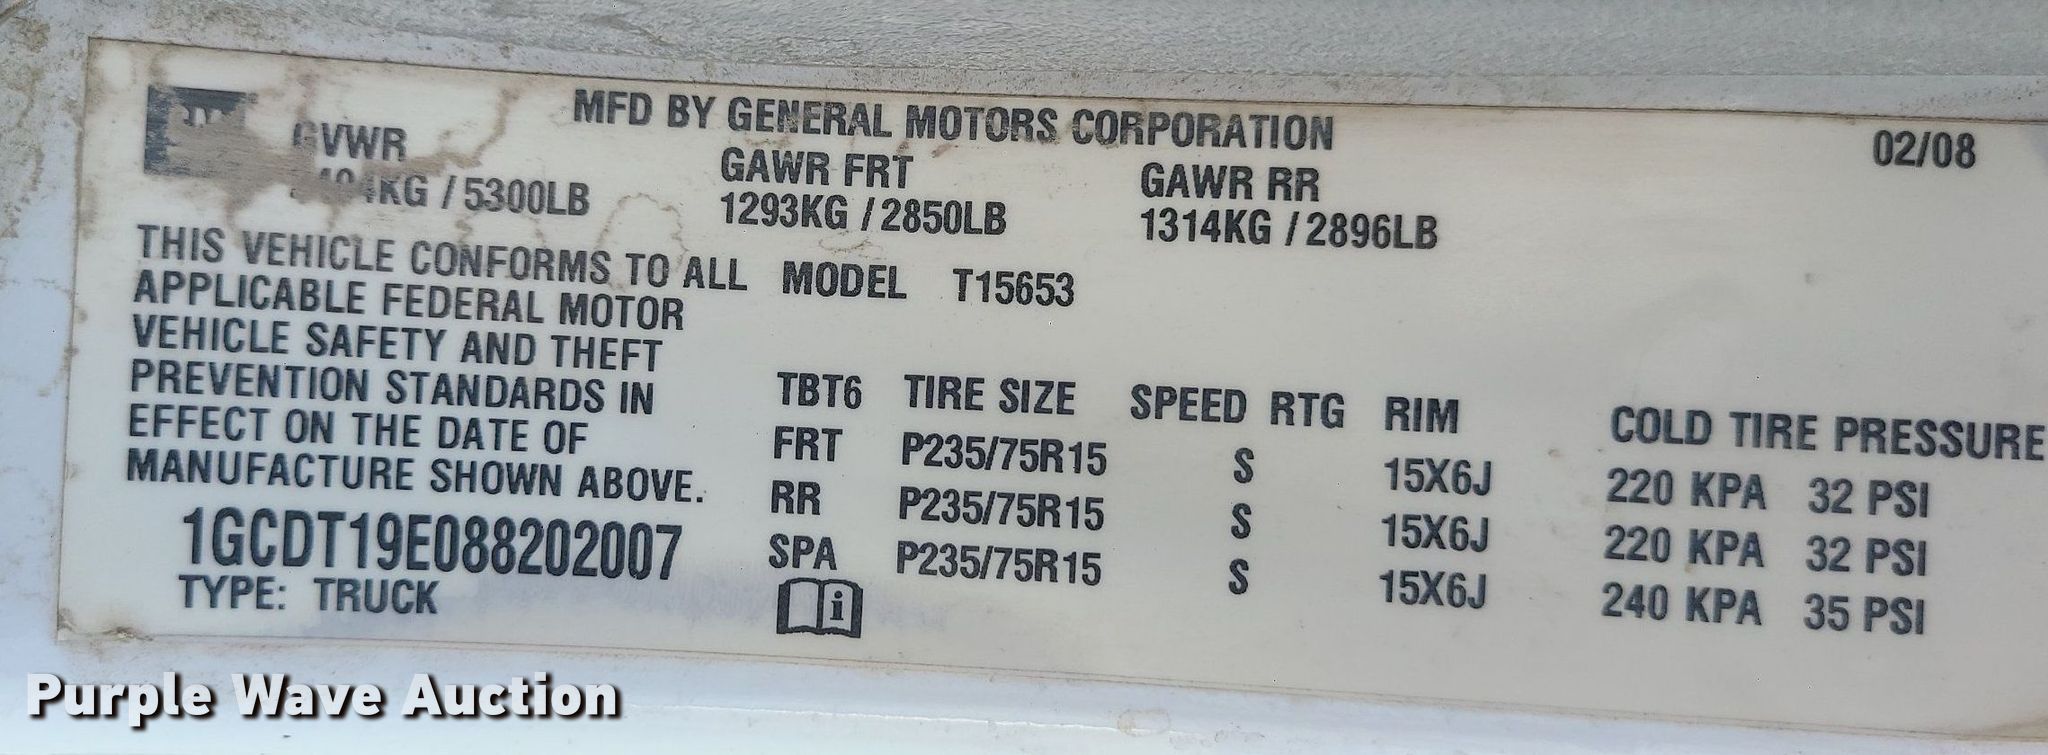 MFD BY GENERAL MOTORS CORPORATION
02/08
GVWR
/ 5300LB
GAWR FRT
1293KG / 2850LB
GAWR RR
1314KG / 2896LB
THIS VEHICLE CONFORMS TO ALL
APPLICABLE FEDERAL MOTOR
VEHICLE SAFETY AND THEFT
PREVENTION STANDARDS IN
EFFECT ON THE DATE OF
MANUFACTURE SHOWN ABOVE.
1GCDT19E088202007
TYPE: TRUCK
MODEL T15653
TBT6 TIRE SIZE SPEED RTG RIM COLD TIRE PRESSURE
FRT P235/75R15 S 15X6J 220 KPA 32 PSI
RR P235/75R15 S 15X6J 220 KPA 32 PSI
SPA P235/75R15 S 15X6J 240 KPA 35 PSI
i
Purple Wave Auction